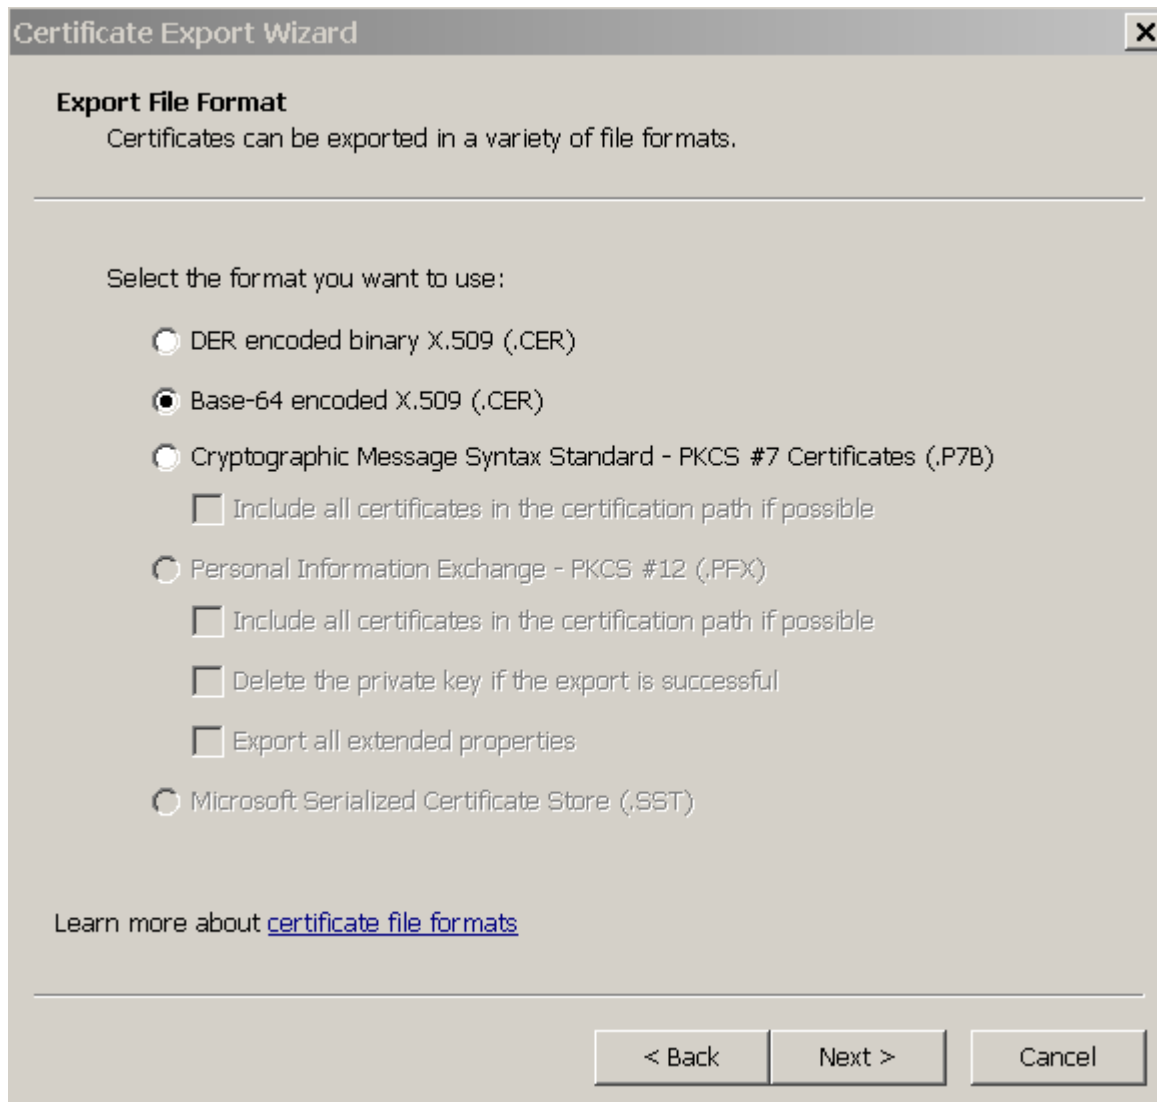 Certificate Export Wizard
Export File Format
Certificates can be exported in a variety of file formats.
Select the format you want to use:
DER encoded binary X.509 (.CER)
Base-64 encoded X.509 (.CER)
Cryptographic Message Syntax Standard - PKCS #7 Certificates (.P7B)
Include all certificates in the certification path if possible
Personal Information Exchange - PKCS #12 (.PFX)
Include all certificates in the certification path if possible
Delete the private key if the export is successful
Export all extended properties
Microsoft Serialized Certificate Store (.SST)
Learn more about certificate file formats
< Back Next > Cancel